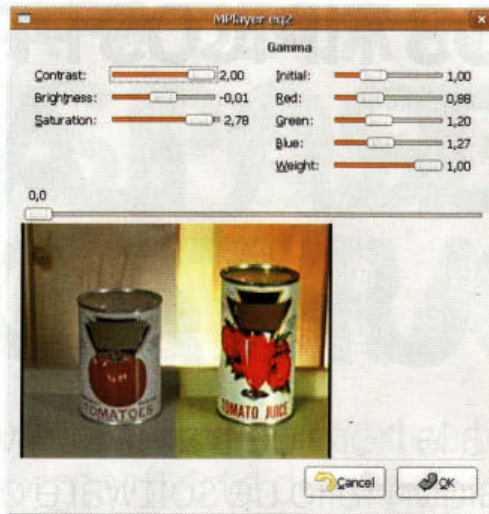 MPlayer eq2
Gamma
Contrast: 2,00
Brightness: -0,01
Saturation: 2,78
Initial: 1,00
Red: 0,88
Green: 1,20
Blue: 1,27
Weight: 1,00
0,0
TOMATOES
TOMATO JUICE
Cancel
OK